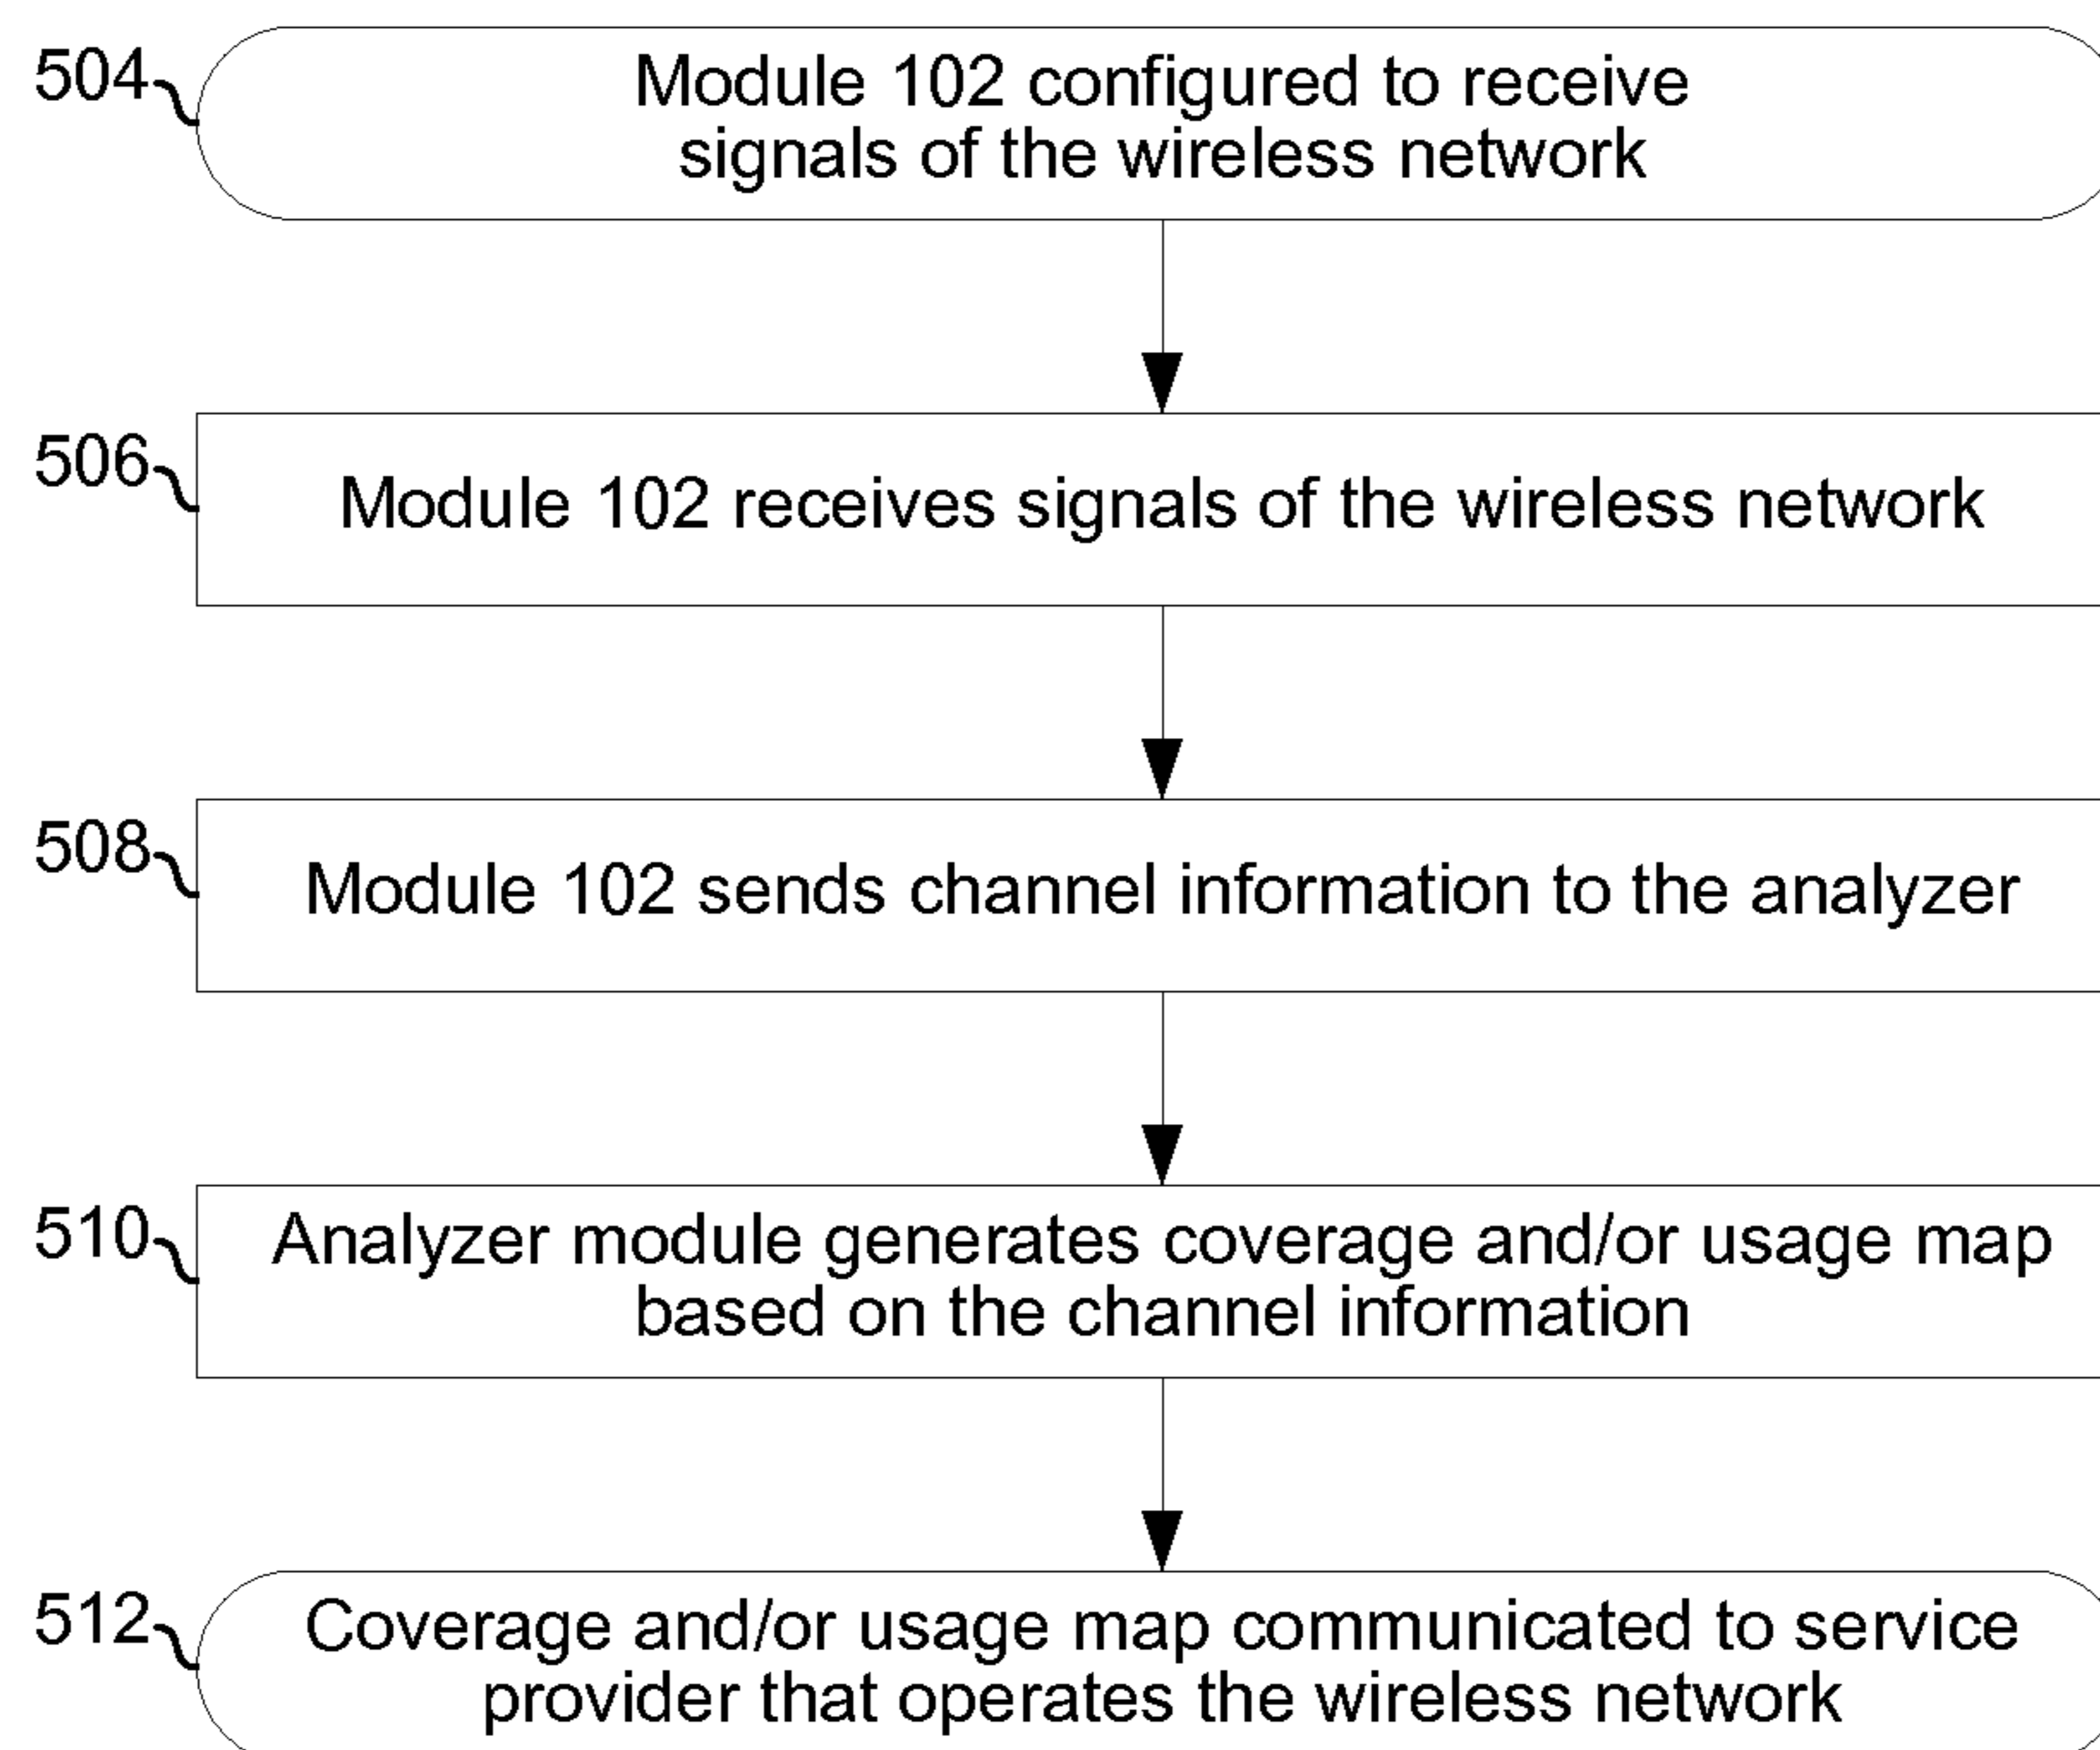 504
Module 102 configured to receive
signals of the wireless network
506
Module 102 receives signals of the wireless network
508
Module 102 sends channel information to the analyzer
510
Analyzer module generates coverage and/or usage map
based on the channel information
512
Coverage and/or usage map communicated to service
provider that operates the wireless network